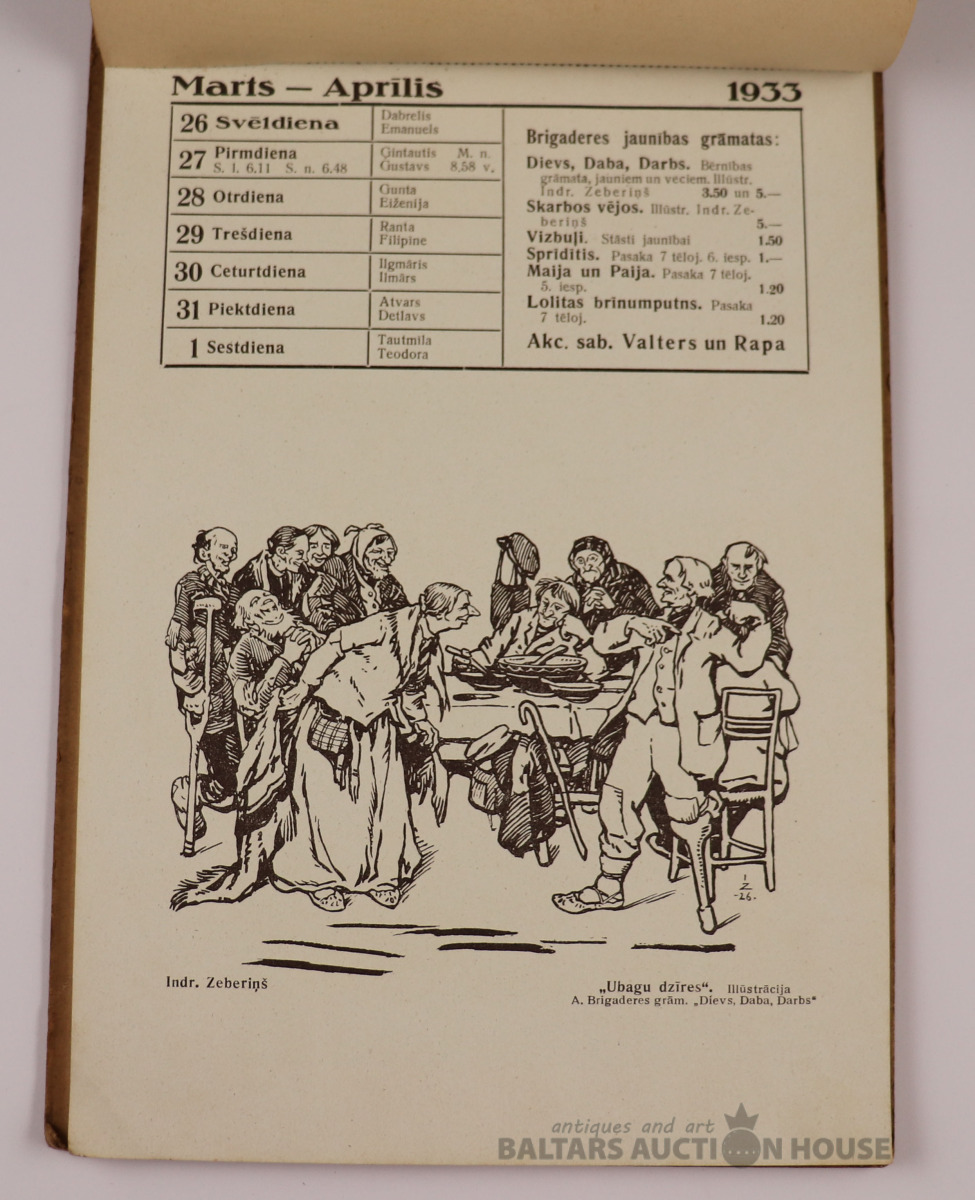 Marts — Aprīlis 1933
26 Svētdiena
Dabrelis
Emanuels
27 Pirmdiena
S. l. 6.11 S. n. 6.48
Gintautis M. n.
Gustavs 8,58 v.
28 Otrdiena
Gunta
Eiženija
29 Trešdiena
Ranta
Filipine
30 Ceturtdiena
Ilgmāris
Ilmārs
31 Piektdiena
Atvars
Detlavs
1 Sestdiena
Tautmīla
Teodora
Brigaderes jaunības grāmatas:
Dievs, Daba, Darbs. Bērnības
grāmata, jauniem un veciem. Illūstr.
Indr. Zeberiņš 3.50 un 5.—
Skarbos vējos. Illūstr. Indr. Ze-
beriņš 5.—
Vizbuļi. Stāsti jaunībai 1.50
Sprīdītis. Pasaka 7 tēloj. 6. iesp. 1.—
Maija un Paija. Pasaka 7 tēloj.
5. iesp. 1.20
Lolitas brīnumputns. Pasaka
7 tēloj. 1.20
Akc. sab. Valters un Rapa
I
Z
-26-
Indr. Zeberiņš
„Ubagu dzīres“. Illūstrācija
A. Brigaderes grām. „Dievs, Daba, Darbs“
antiques and art
BALTARS AUCTION HOUSE